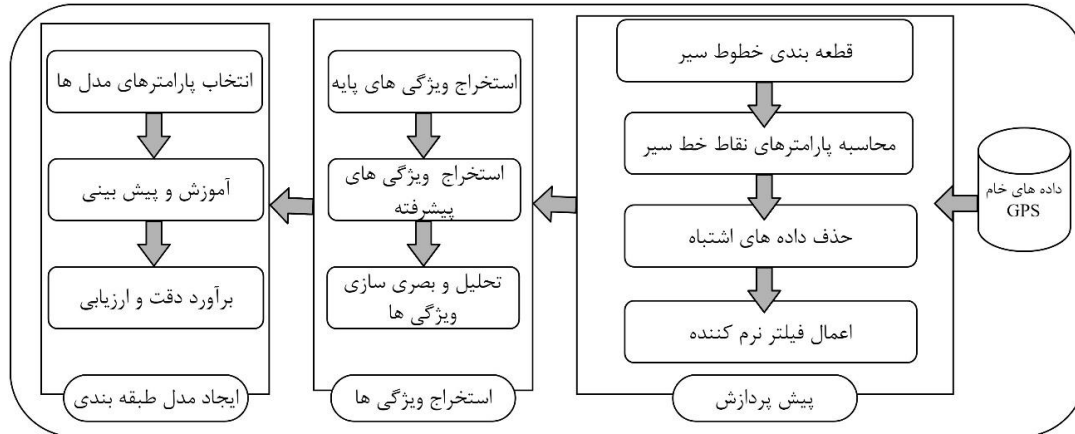 داده های خام
GPS
قطعه بندی خطوط سیر
محاسبه پارامترهای نقاط خط سیر
حذف داده های اشتباه
اعمال فیلتر نرم کننده
پیش پردازش
استخراج ویژگی های پایه
استخراج ویژگی های
پیشرفته
تحلیل و بصری سازی
ویژگی ها
استخراج ویژگی ها
انتخاب پارامترهای مدل ها
آموزش و پیش بینی
برآورد دقت و ارزیابی
ایجاد مدل طبقه بندی